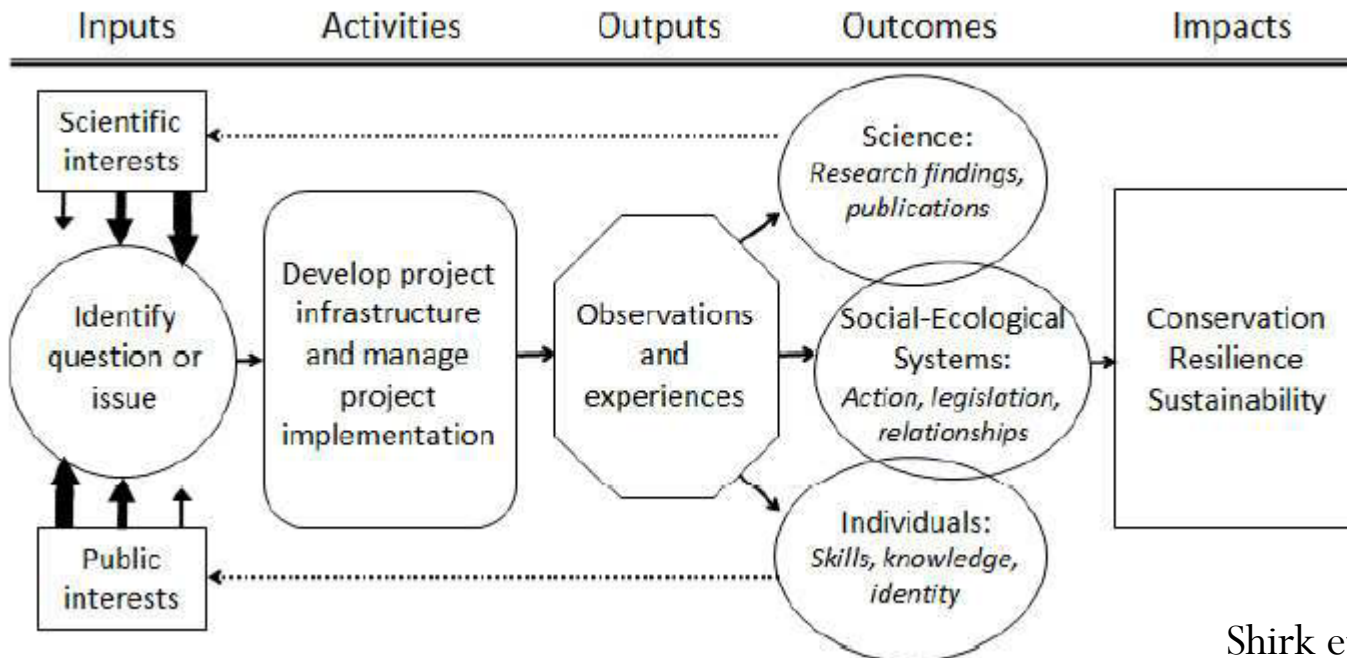 Inputs Activities Outputs Outcomes Impacts
Scientific
interests
Identify
question or
issue
Public
interests
Develop project
infrastructure
and manage
project
implementation
Observations
and
experiences
Science:
Research findings,
publications
Social-Ecological
Systems:
Action, legislation,
relationships
Individuals:
Skills, knowledge,
identity
Conservation
Resilience
Sustainability
Shirk